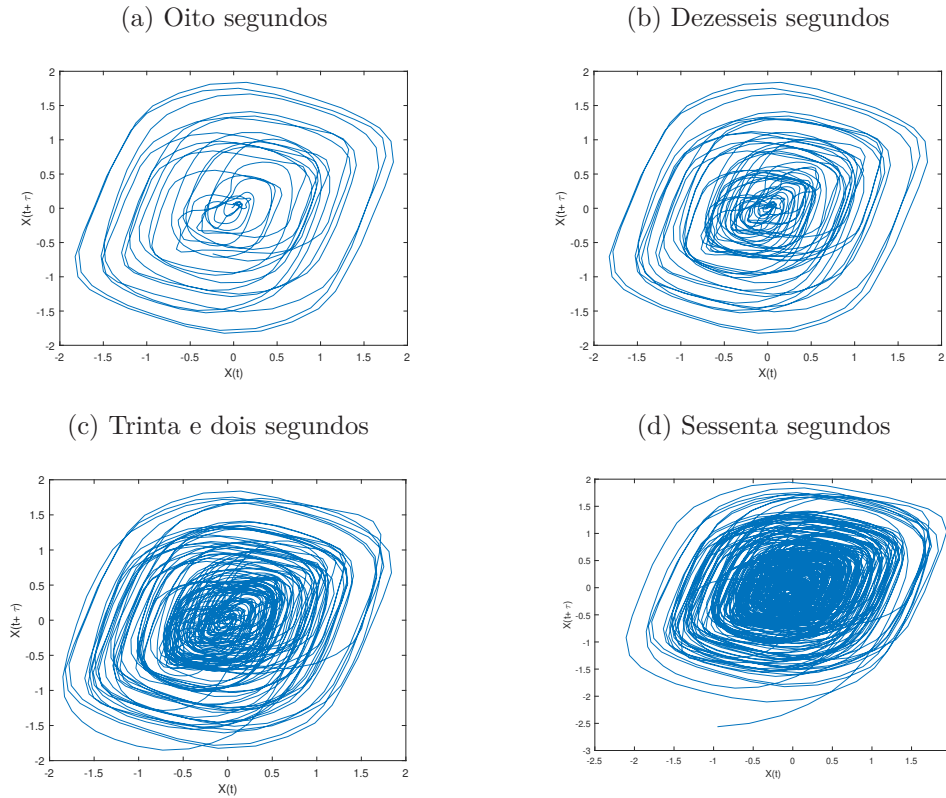 (a) Oito segundos
(b) Dezesseis segundos
2
1.5
1
0.5
0
-0.5
-1
-1.5
-2
X(t+ τ)
-2 -1.5 -1 -0.5 0 0.5 1 1.5 2
X(t)
2
1.5
1
0.5
0
-0.5
-1
-1.5
-2
X(t+ τ)
-2 -1.5 -1 -0.5 0 0.5 1 1.5 2
X(t)
(c) Trinta e dois segundos
(d) Sessenta segundos
2
1.5
1
0.5
0
-0.5
-1
-1.5
-2
X(t+ τ)
-2 -1.5 -1 -0.5 0 0.5 1 1.5 2
X(t)
2
1.5
1
0.5
0
-0.5
-1
-1.5
-2
-2.5
-3
X(t+ τ)
-2.5 -2 -1.5 -1 -0.5 0 0.5 1 1.5
X(t)